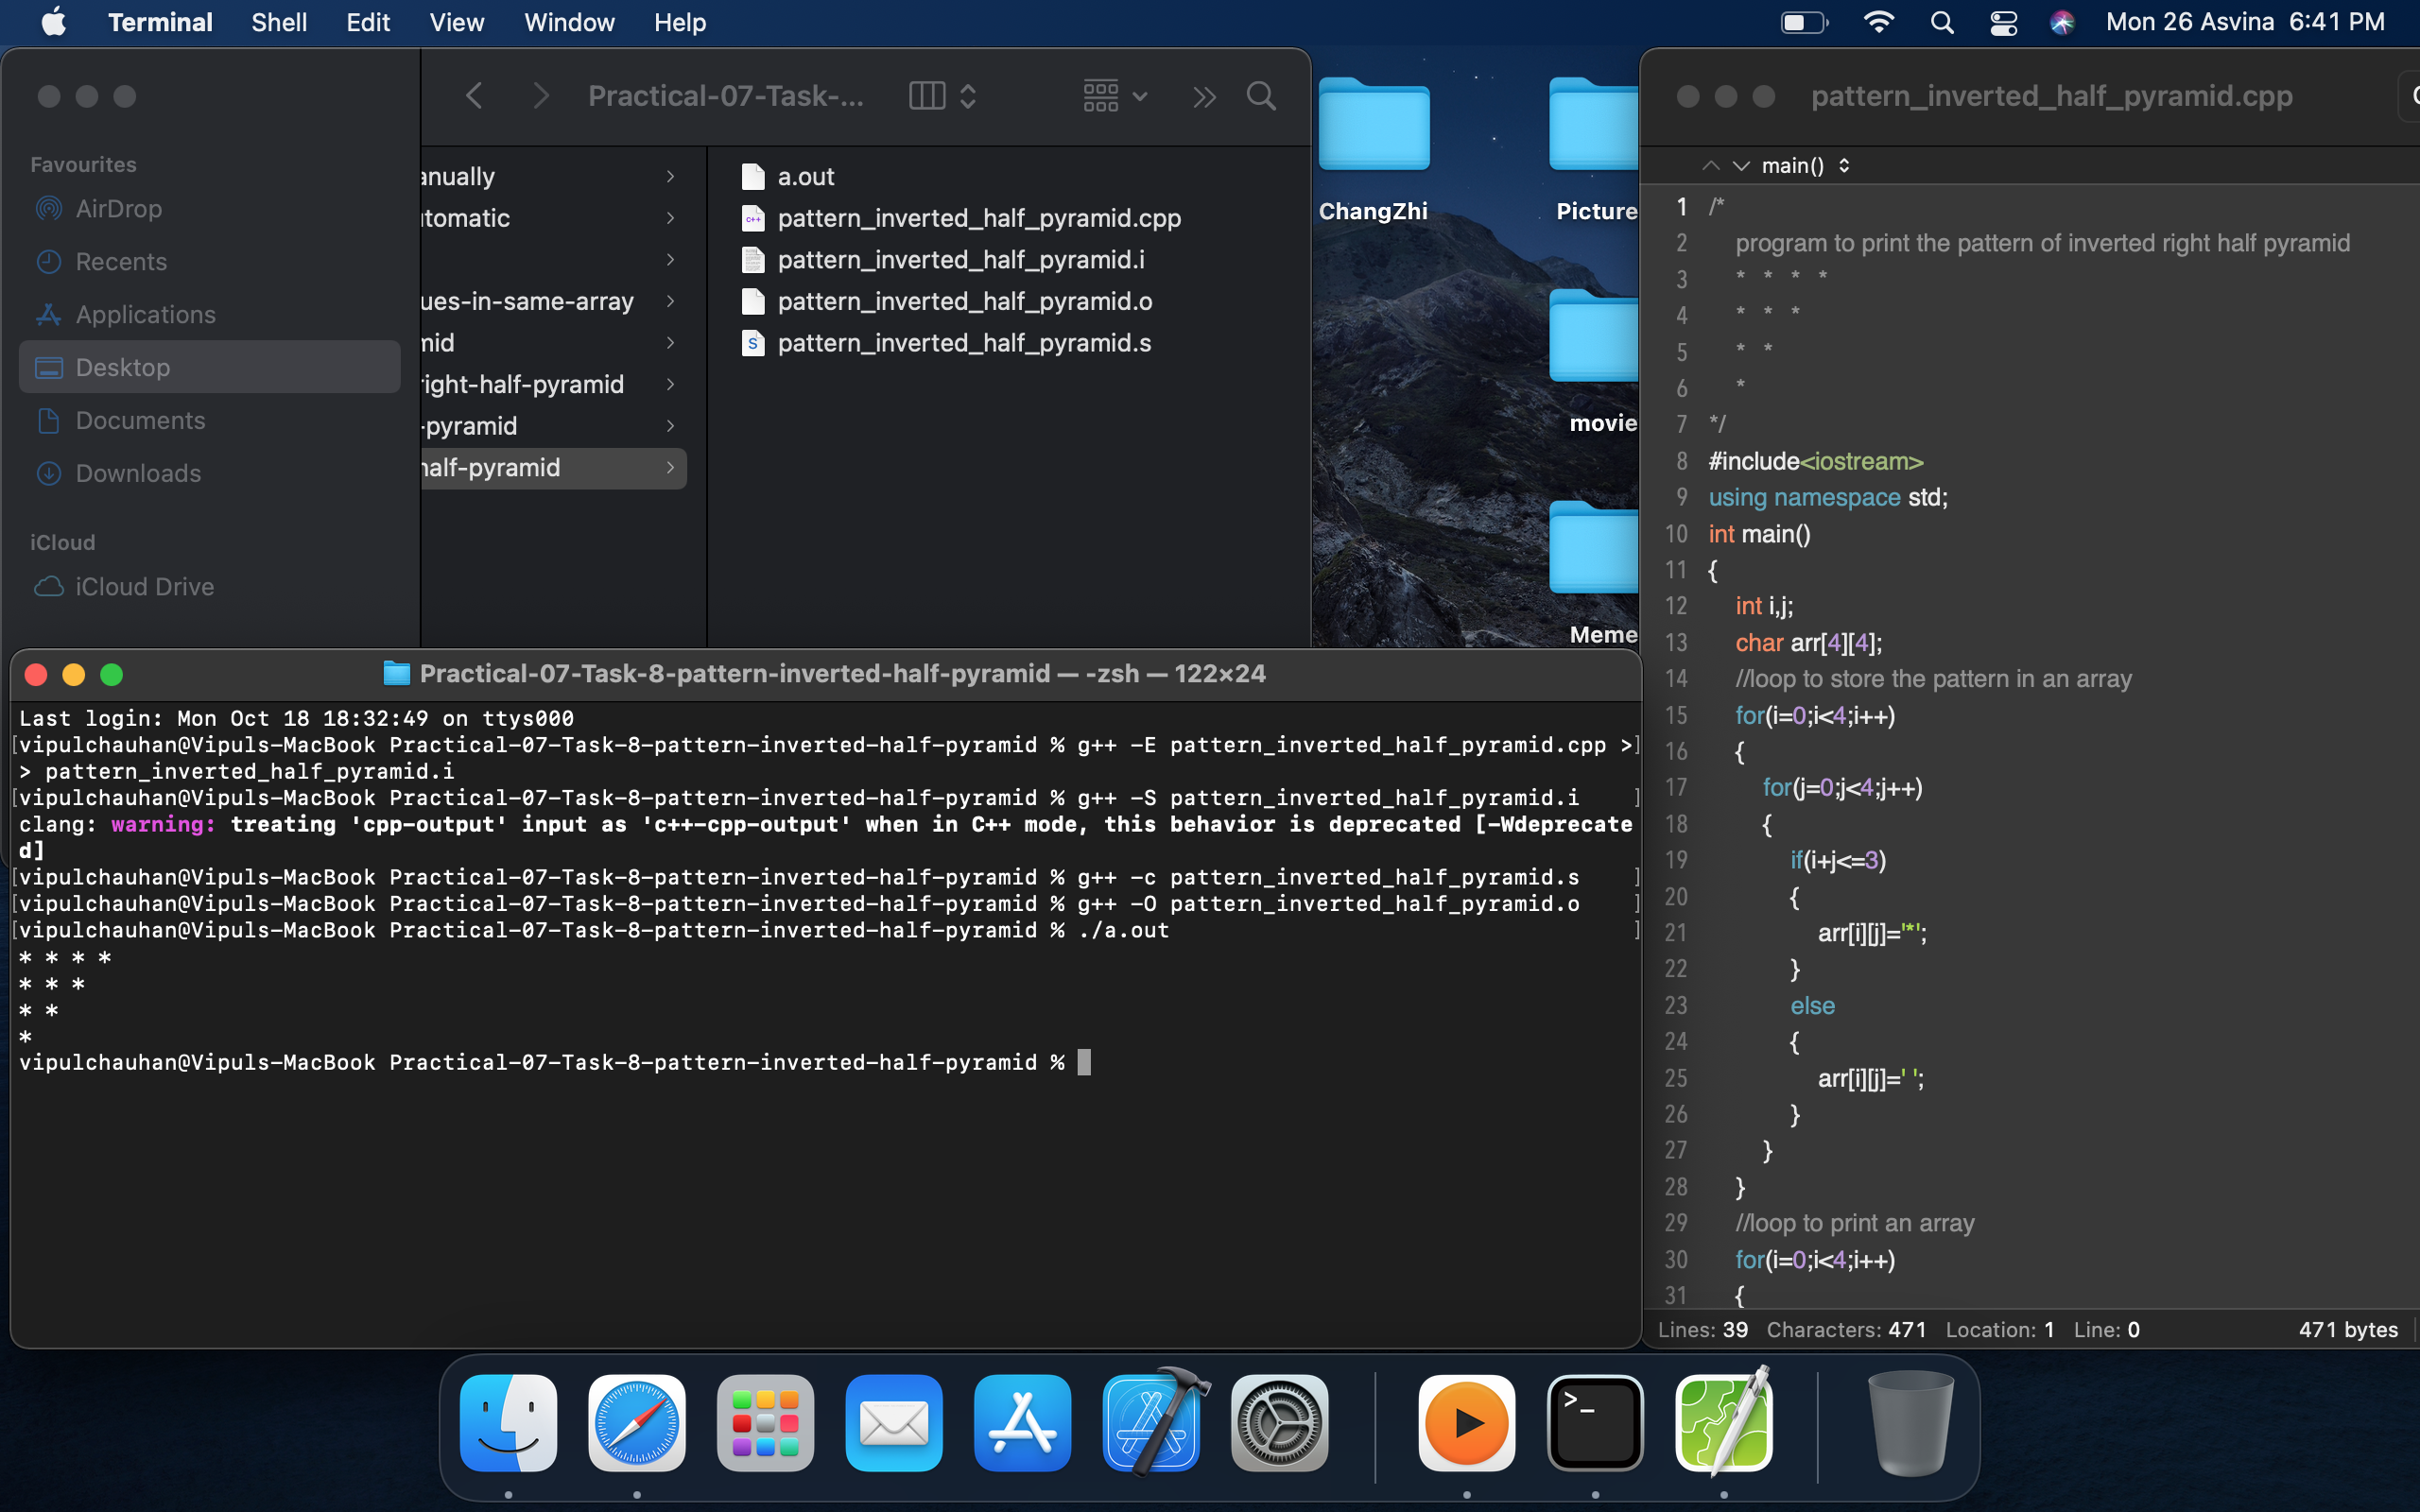 Terminal Shell Edit View Window Help Mon 26 Asvina 6:41 PM
Practical-07-Task-...
Favourites
AirDrop
Recents
Applications
Desktop
Documents
Downloads
iCloud
iCloud Drive
anually
tomatic
ues-in-same-array
mid
right-half-pyramid
-pyramid
half-pyramid
a.out
pattern_inverted_half_pyramid.cpp
pattern_inverted_half_pyramid.i
pattern_inverted_half_pyramid.o
pattern_inverted_half_pyramid.s
ChangZhi
Picture
movie
Meme
Practical-07-Task-8-pattern-inverted-half-pyramid — -zsh — 122×24
Last login: Mon Oct 18 18:32:49 on ttys000
[vipulchauhan@Vipuls-MacBook Practical-07-Task-8-pattern-inverted-half-pyramid % g++ -E pattern_inverted_half_pyramid.cpp >]
> pattern_inverted_half_pyramid.i
[vipulchauhan@Vipuls-MacBook Practical-07-Task-8-pattern-inverted-half-pyramid % g++ -S pattern_inverted_half_pyramid.i ]
clang: warning: treating 'cpp-output' input as 'c++-cpp-output' when in C++ mode, this behavior is deprecated [-Wdeprecate
d]
[vipulchauhan@Vipuls-MacBook Practical-07-Task-8-pattern-inverted-half-pyramid % g++ -c pattern_inverted_half_pyramid.s ]
[vipulchauhan@Vipuls-MacBook Practical-07-Task-8-pattern-inverted-half-pyramid % g++ -O pattern_inverted_half_pyramid.o ]
[vipulchauhan@Vipuls-MacBook Practical-07-Task-8-pattern-inverted-half-pyramid % ./a.out ]
* * * *
* * *
* *
*
vipulchauhan@Vipuls-MacBook Practical-07-Task-8-pattern-inverted-half-pyramid %
pattern_inverted_half_pyramid.cpp
main()
1 /*
2 program to print the pattern of inverted right half pyramid
3 * * * *
4 * * *
5 * *
6 *
7 */
8 #include<iostream>
9 using namespace std;
10 int main()
11 {
12 int i,j;
13 char arr[4][4];
14 //loop to store the pattern in an array
15 for(i=0;i<4;i++)
16 {
17 for(j=0;j<4;j++)
18 {
19 if(i+j<=3)
20 {
21 arr[i][j]='*';
22 }
23 else
24 {
25 arr[i][j]=' ';
26 }
27 }
28 }
29 //loop to print an array
30 for(i=0;i<4;i++)
31 {
Lines: 39 Characters: 471 Location: 1 Line: 0 471 bytes
>_